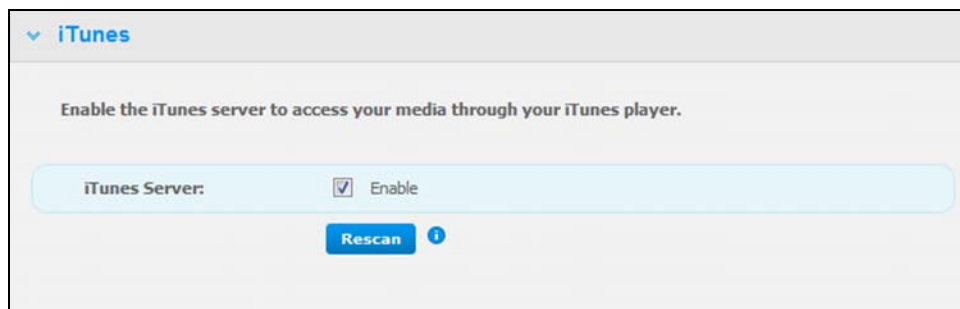 iTunes
Enable the iTunes server to access your media through your iTunes player.
iTunes Server: Enable
Rescan